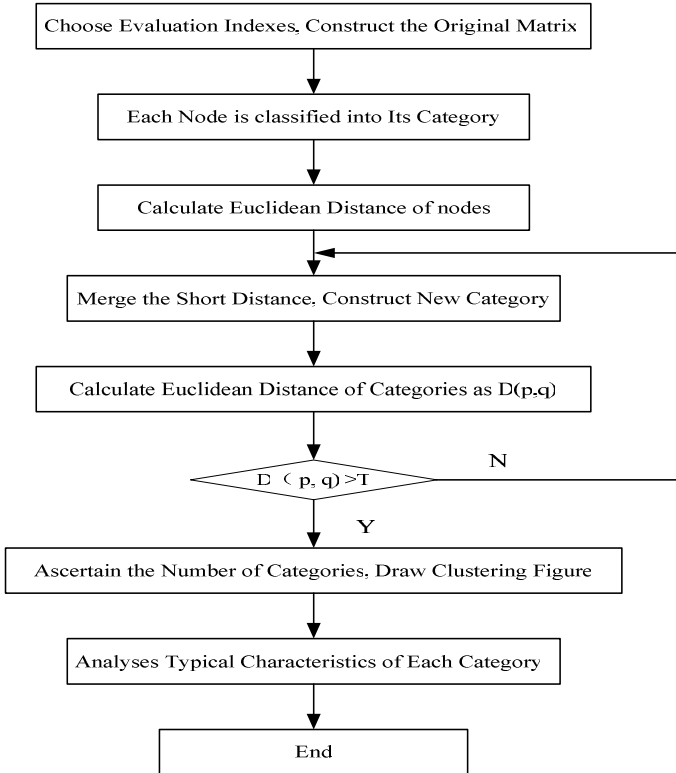 Choose Evaluation Indexes, Construct the Original Matrix
Each Node is classified into Its Category
Calculate Euclidean Distance of nodes
Merge the Short Distance, Construct New Category
Calculate Euclidean Distance of Categories as D(p,q)
D（p, q）>T
N
Y
Ascertain the Number of Categories, Draw Clustering Figure
Analyses Typical Characteristics of Each Category
End